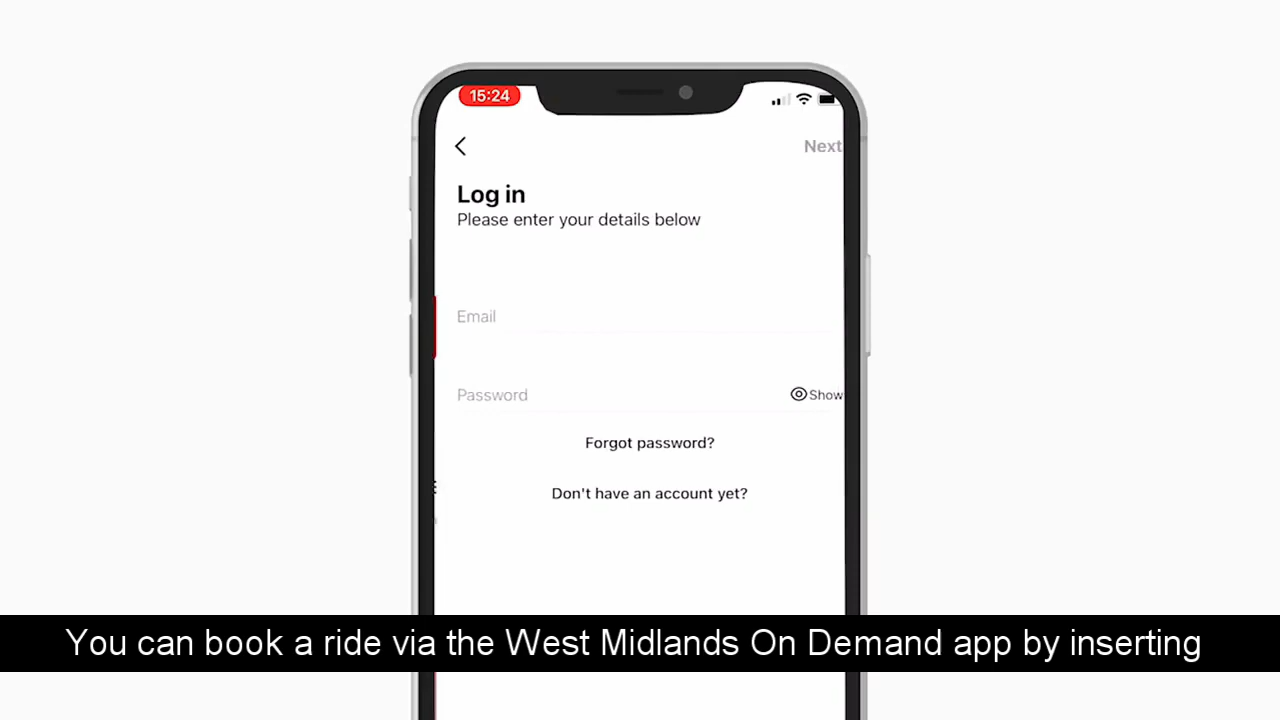 15:24
Next
Log in
Please enter your details below
Email
Password
Show
Forgot password?
Don't have an account yet?
You can book a ride via the West Midlands On Demand app by inserting